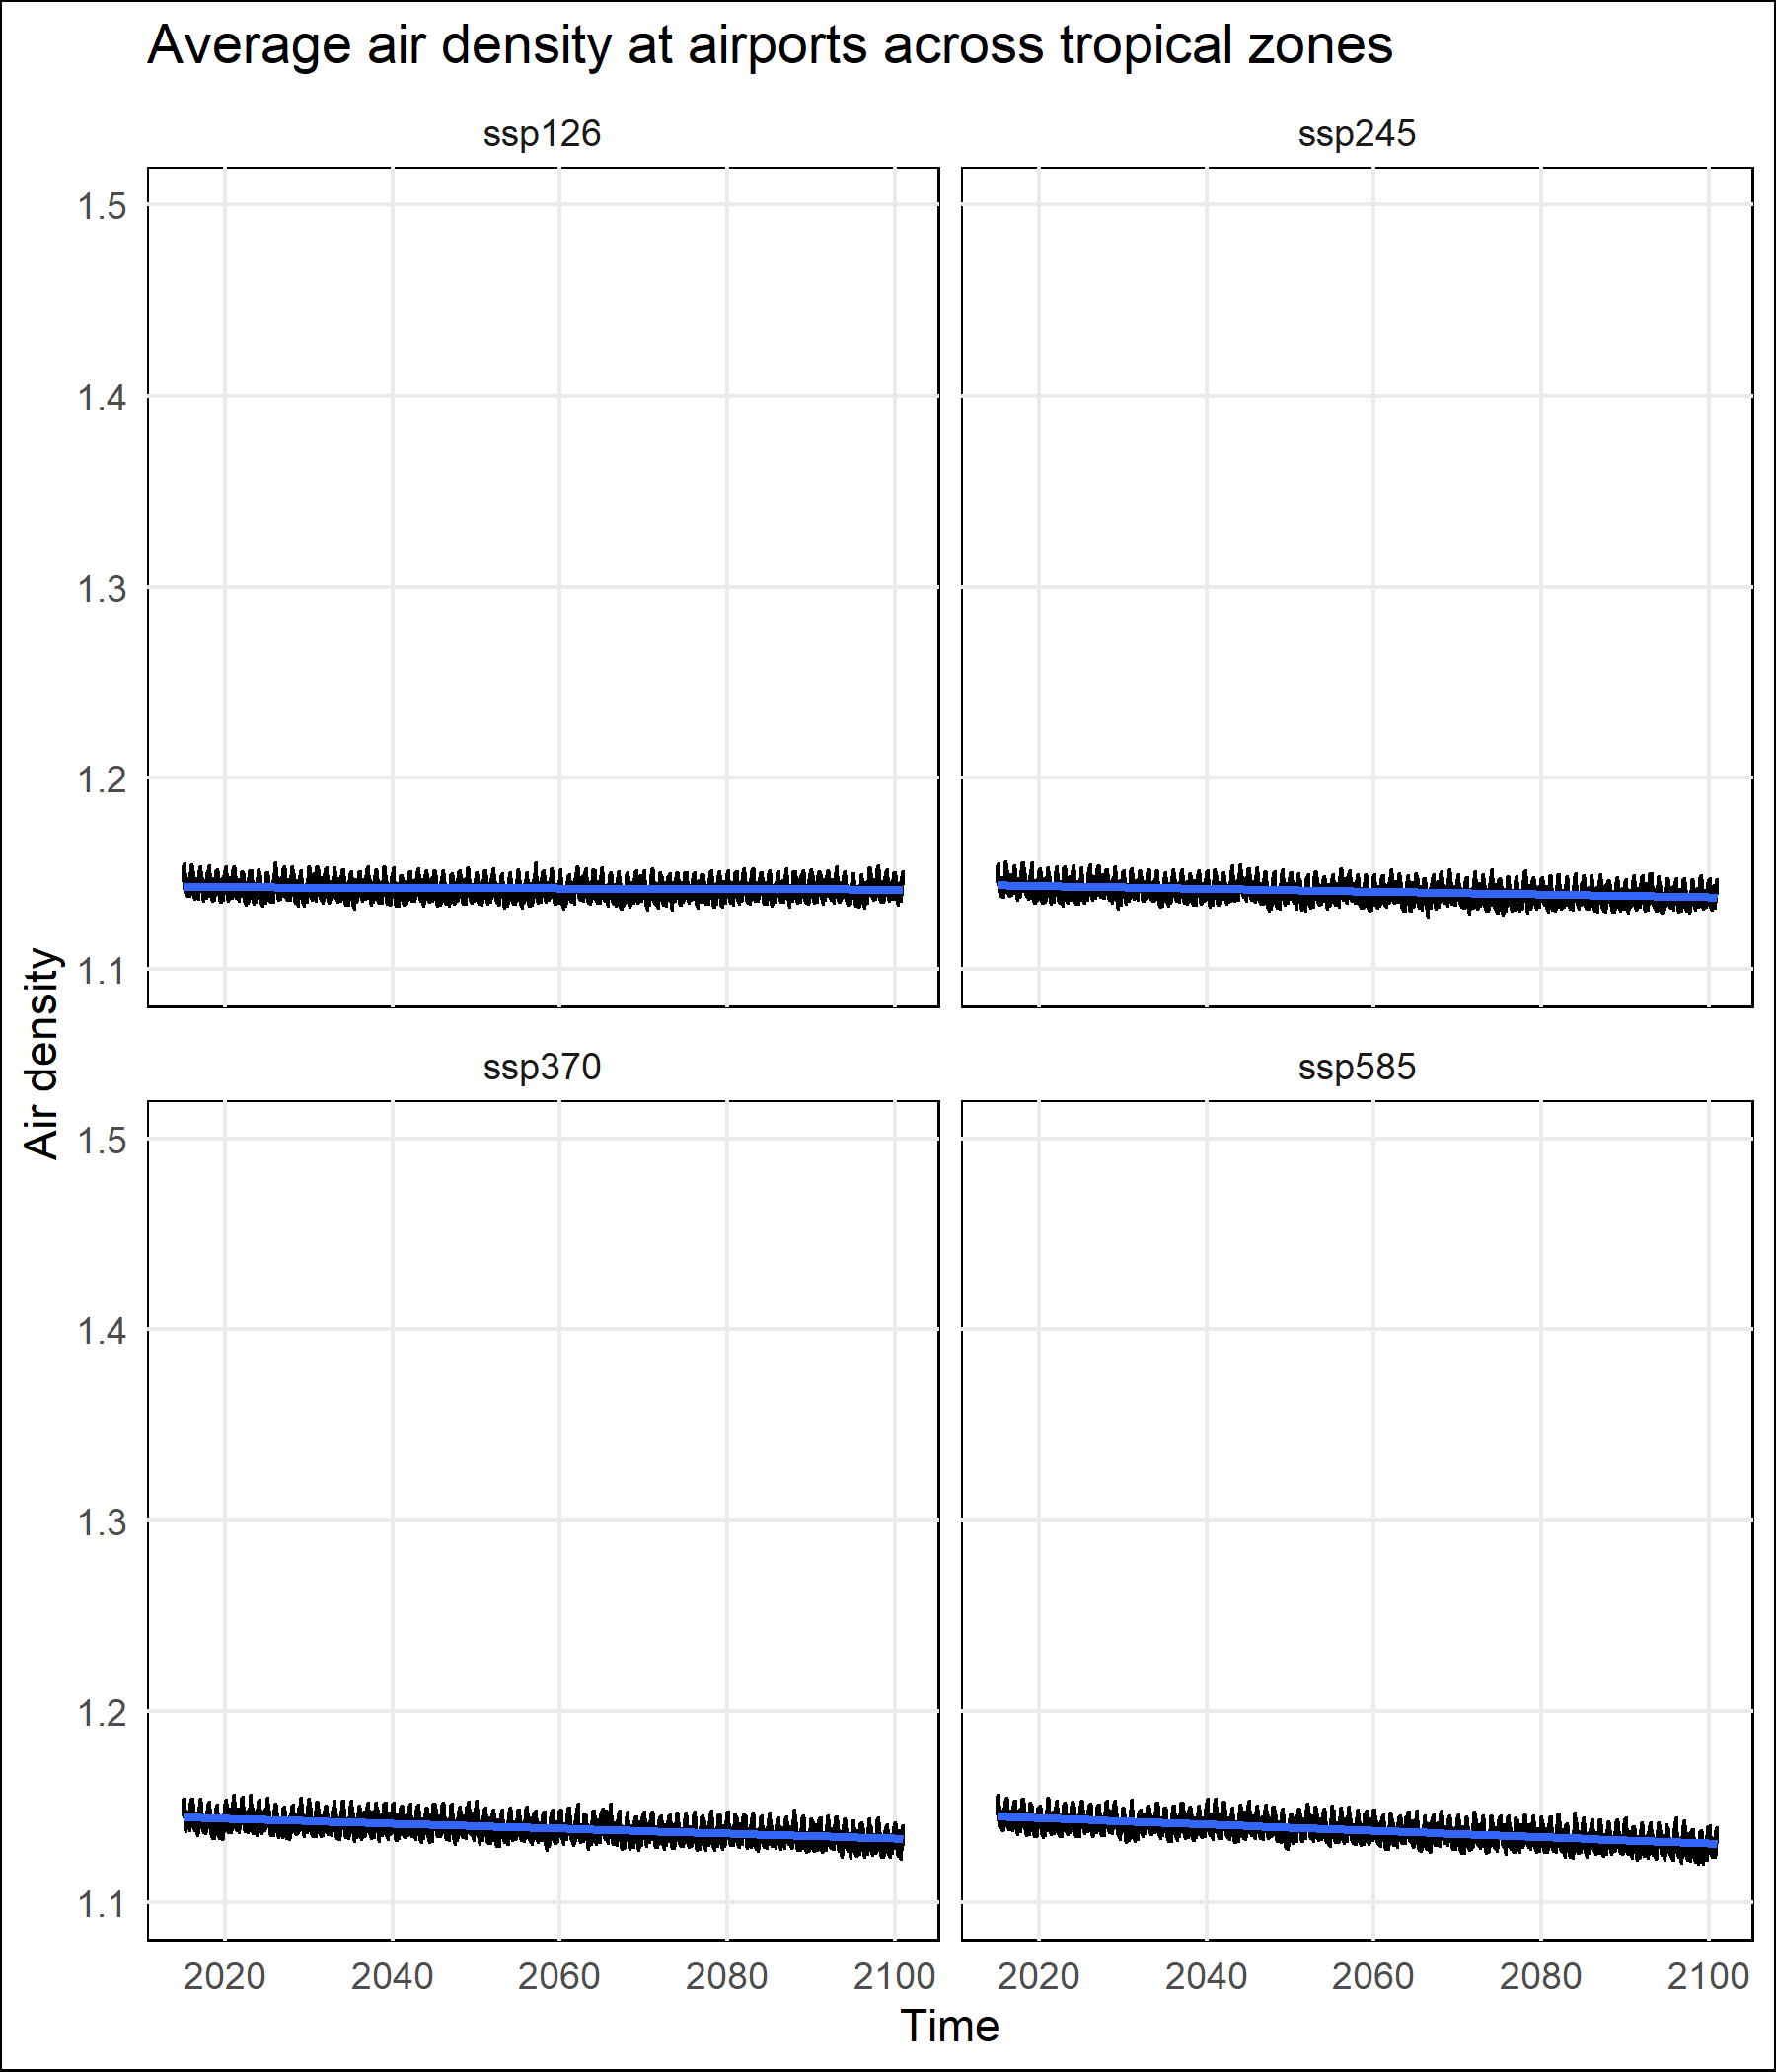 Average air density at airports across tropical zones
ssp126
ssp245
1.5
1.4
1.3
1.2
1.1
Air density
ssp370
ssp585
1.5
1.4
1.3
1.2
1.1
2020 2040 2060 2080 2100 2020 2040 2060 2080 2100
Time